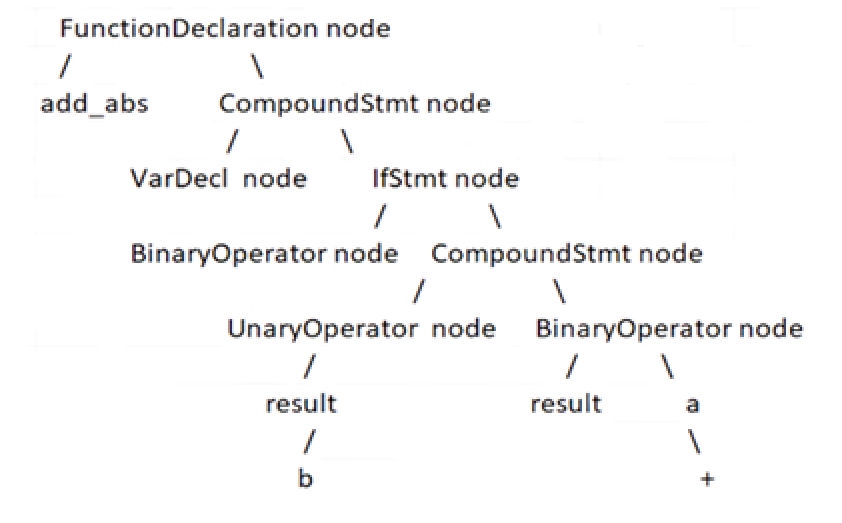 FunctionDeclaration node
/ \
add_abs CompoundStmt node
/ \
VarDecl node IfStmt node
/ \
BinaryOperator node CompoundStmt node
/ \
UnaryOperator node BinaryOperator node
/ / \
result result a
/ \
b +